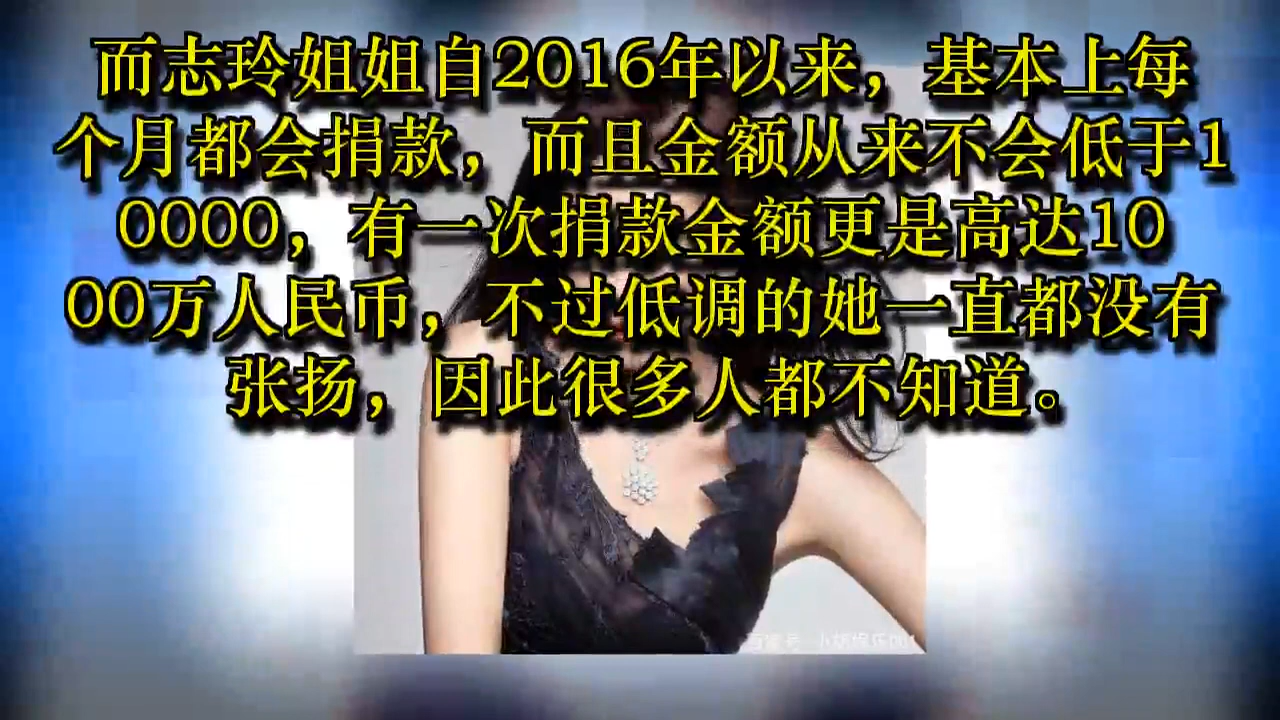 而志玲姐姐自2016年以来，基本上每
个月都会捐款，而且金额从来不会低于1
0000，有一次捐款金额更是高达10
00万人民币，不过低调的她一直都没有
张扬，因此很多人都不知道。